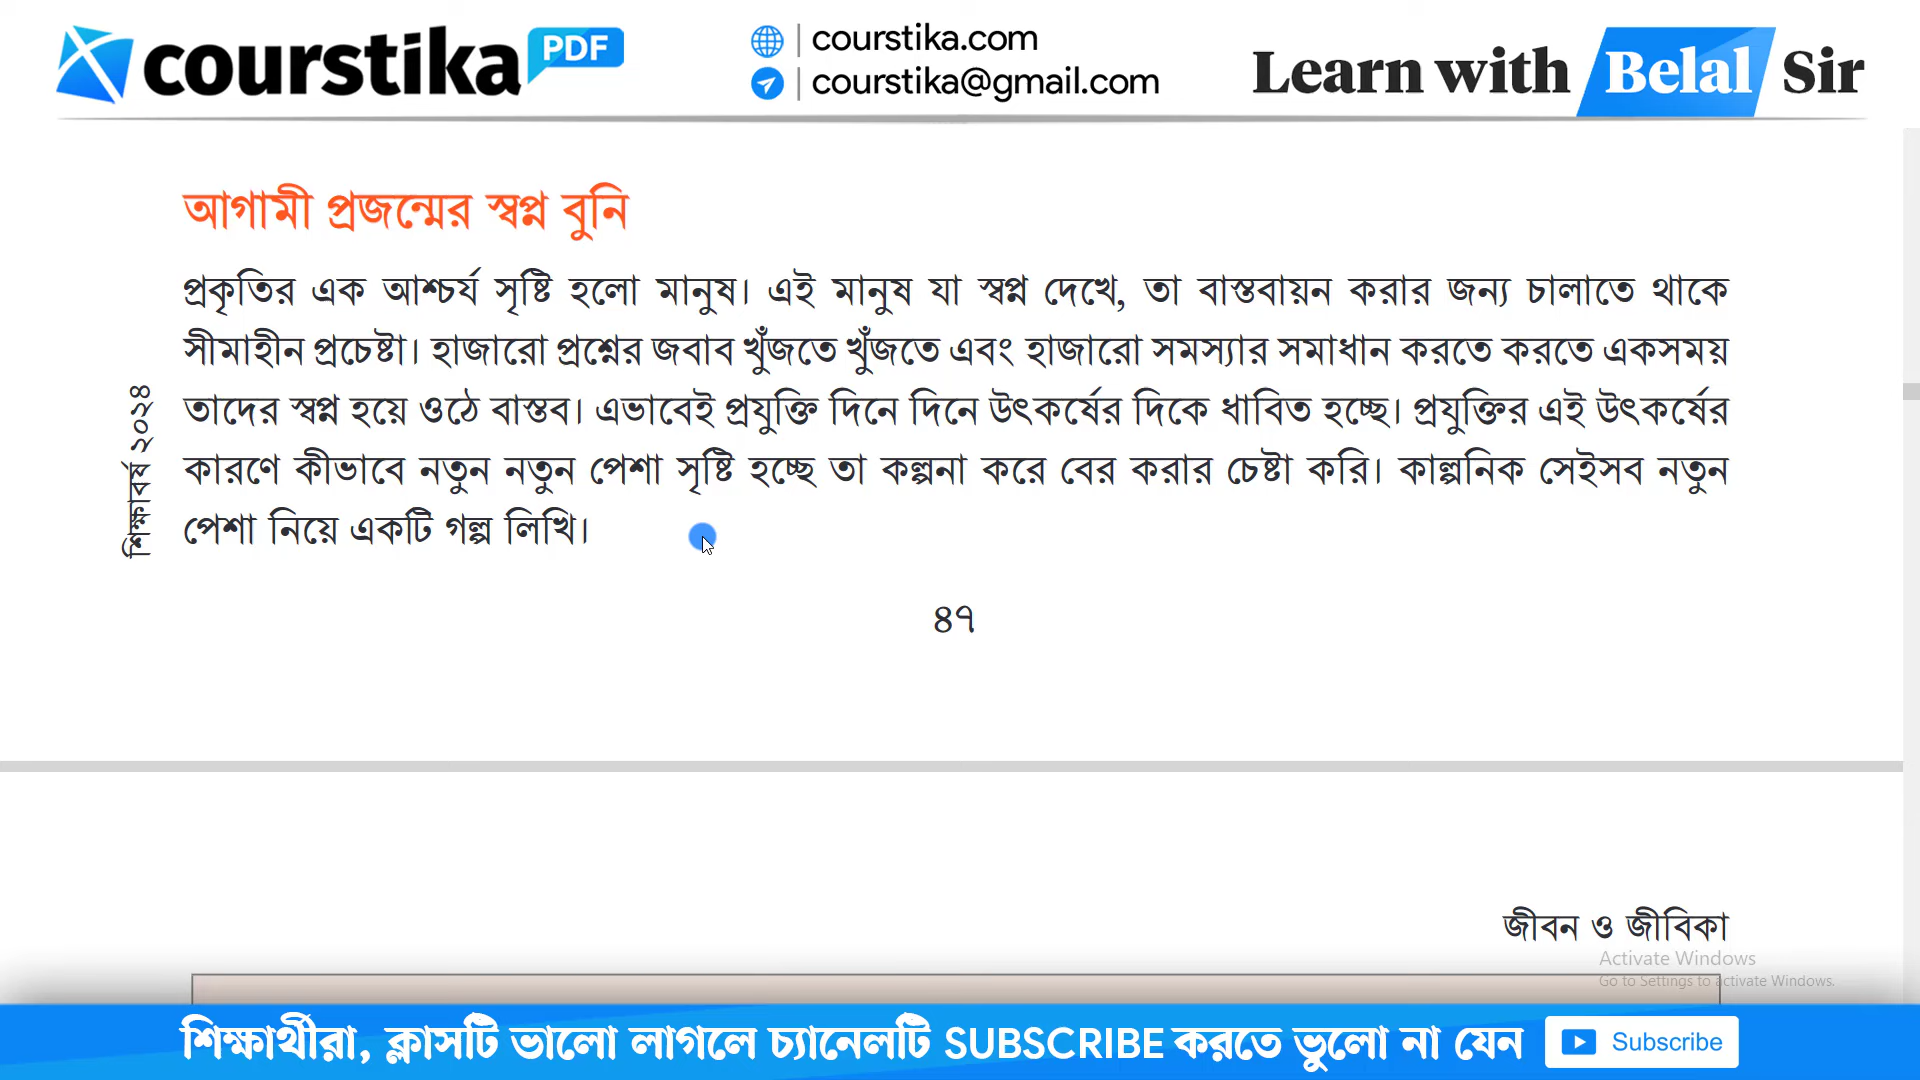 courstika PDF
courstika.com
courstika@gmail.com
Learn with Belal Sir
আগামী প্রজন্মের স্বপ্ন বুনি
প্রকৃতির এক আশ্চর্য সৃষ্টি হলো মানুষ। এই মানুষ যা স্বপ্ন দেখে, তা বাস্তবায়ন করার জন্য চালাতে থাকে
সীমাহীন প্রচেষ্টা। হাজারো প্রশ্নের জবাব খুঁজতে খুঁজতে এবং হাজারো সমস্যার সমাধান করতে করতে একসময়
তাদের স্বপ্ন হয়ে ওঠে বাস্তব। এভাবেই প্রযুক্তি দিনে দিনে উৎকর্ষের দিকে ধাবিত হচ্ছে। প্রযুক্তির এই উৎকর্ষের
কারণে কীভাবে নতুন নতুন পেশা সৃষ্টি হচ্ছে তা কল্পনা করে বের করার চেষ্টা করি। কাল্পনিক সেইসব নতুন
পেশা নিয়ে একটি গল্প লিখি।
শিক্ষাবর্ষ ২০২৪
৪৭
জীবন ও জীবিকা
Activate Windows
Go to Settings to activate Windows.
শিক্ষার্থীরা, ক্লাসটি ভালো লাগলে চ্যানেলটি SUBSCRIBE করতে ভুলো না যেন
Subscribe